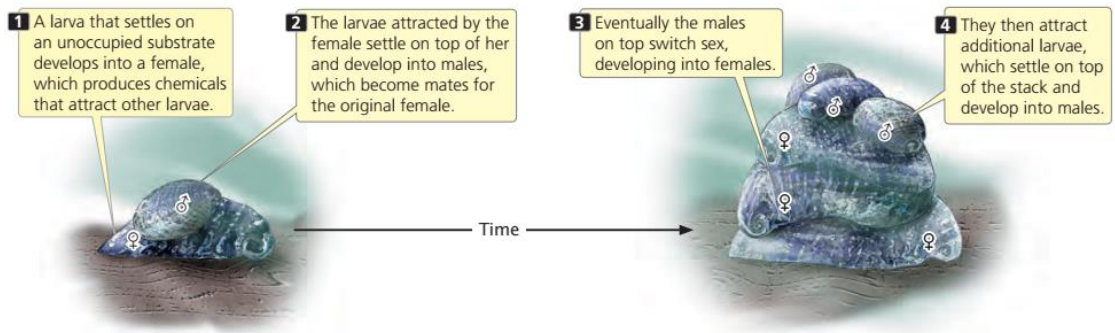 1 A larva that settles on
an unoccupied substrate
develops into a female,
which produces chemicals
that attract other larvae.
2 The larvae attracted by the
female settle on top of her
and develop into males,
which become mates for
the original female.
3 Eventually the males
on top switch sex,
developing into females.
4 They then attract
additional larvae,
which settle on top
of the stack and
develop into males.
♂
♀
Time
♂
♂
♂
♀
♀
♀